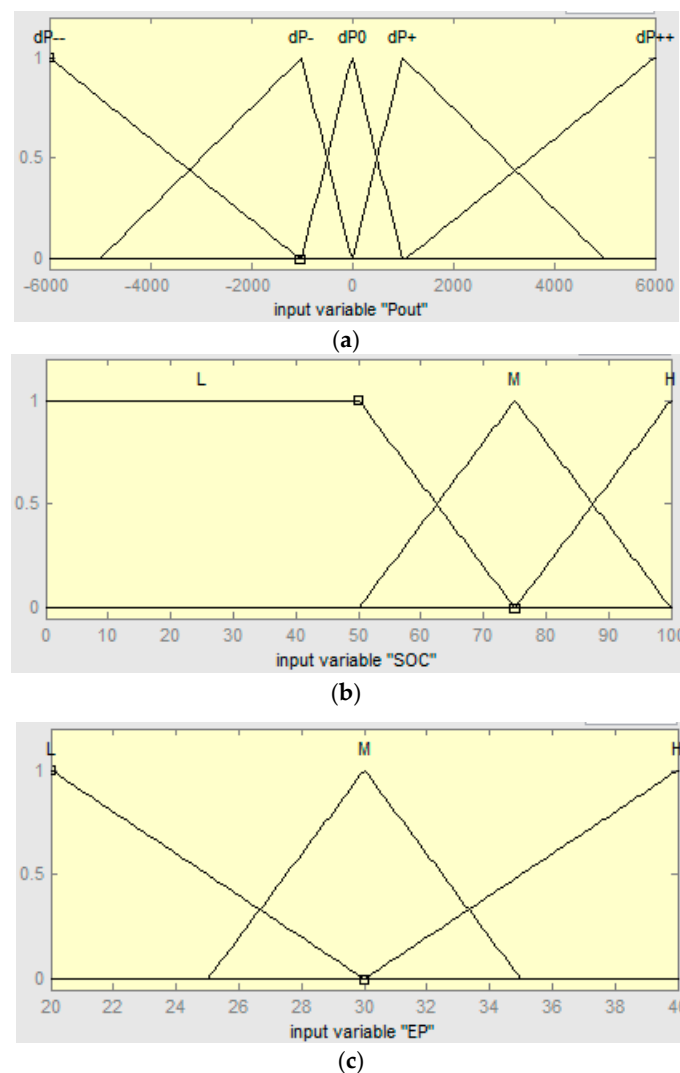 dP-- dP- dP0 dP+ dP++
1
0.5
0
-6000 -4000 -2000 0 2000 4000 6000
input variable "Pout"
(a)
L M H
1
0.5
0
0 10 20 30 40 50 60 70 80 90 100
input variable "SOC"
(b)
L M H
1
0.5
0
20 22 24 26 28 30 32 34 36 38 40
input variable "EP"
(c)